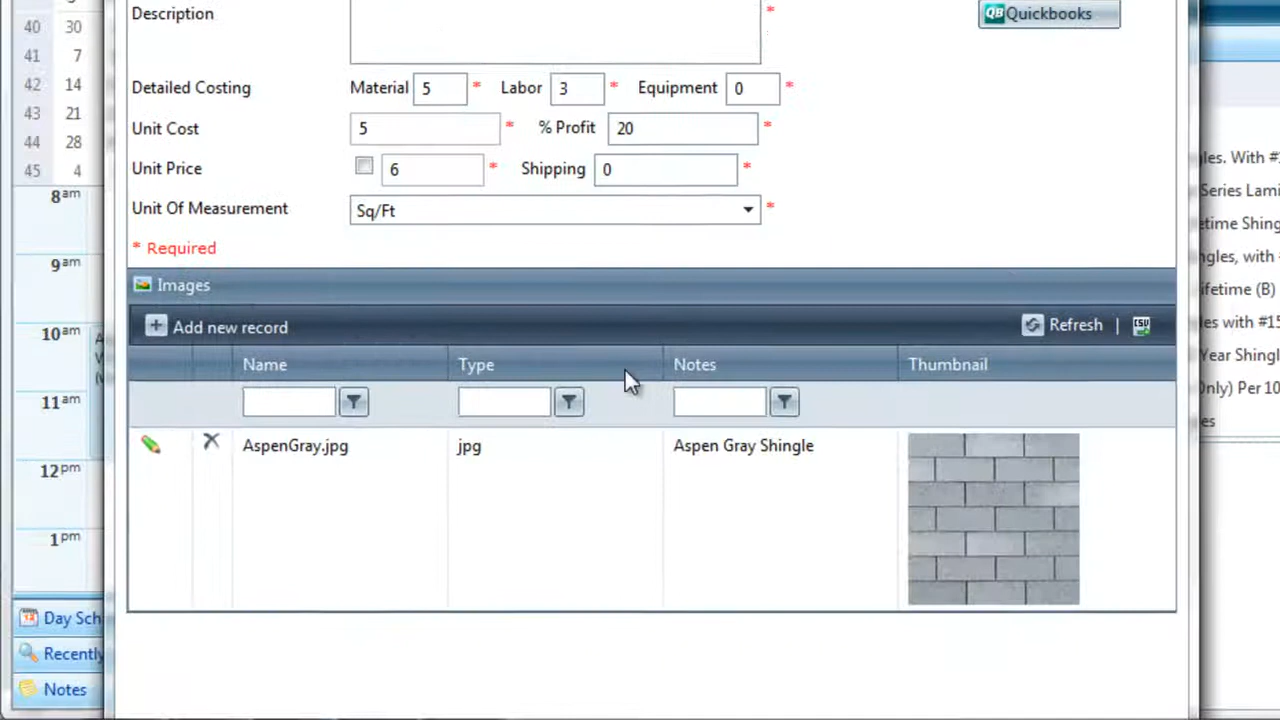 Description * Quickbooks
40 30
41 7
Detailed Costing Material 5 * Labor 3 * Equipment 0 *
42 14
43 21
Unit Cost 5 * % Profit 20 *
44 28
45 4
Unit Price 6 * Shipping 0 *
8am
Unit Of Measurement Sq/Ft *
* Required
9am
Images
10am
Add new record Refresh |
Name Type Notes Thumbnail
11am
AspenGray.jpg jpg Aspen Gray Shingle
12pm
1pm
Day Sch
Recently
Notes
les. With #
Series Lami
etime Shing
ngles, with #
ifetime (B)
les with #15
Year Shingl
Only) Per 10
es